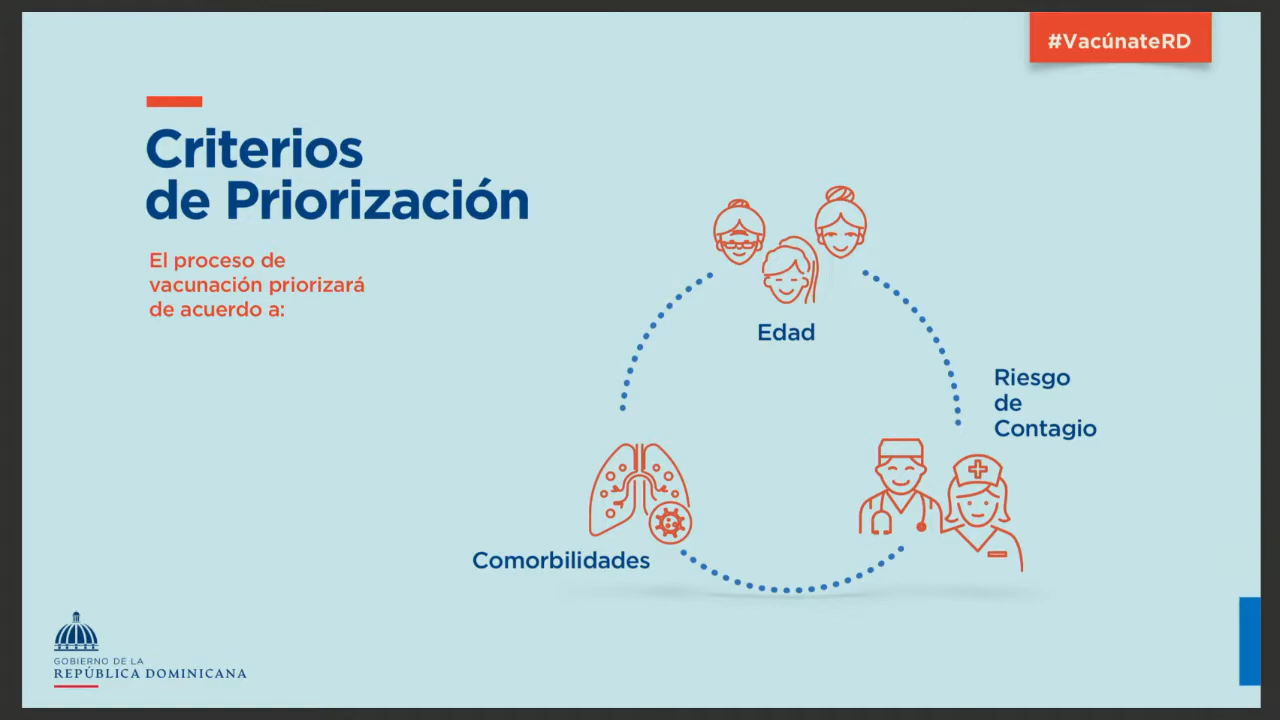 #VacúnateRD
Criterios
de Priorización
El proceso de
vacunación priorizará
de acuerdo a:
Edad
Riesgo
de
Contagio
Comorbilidades
GOBIERNO DE LA
REPÚBLICA DOMINICANA